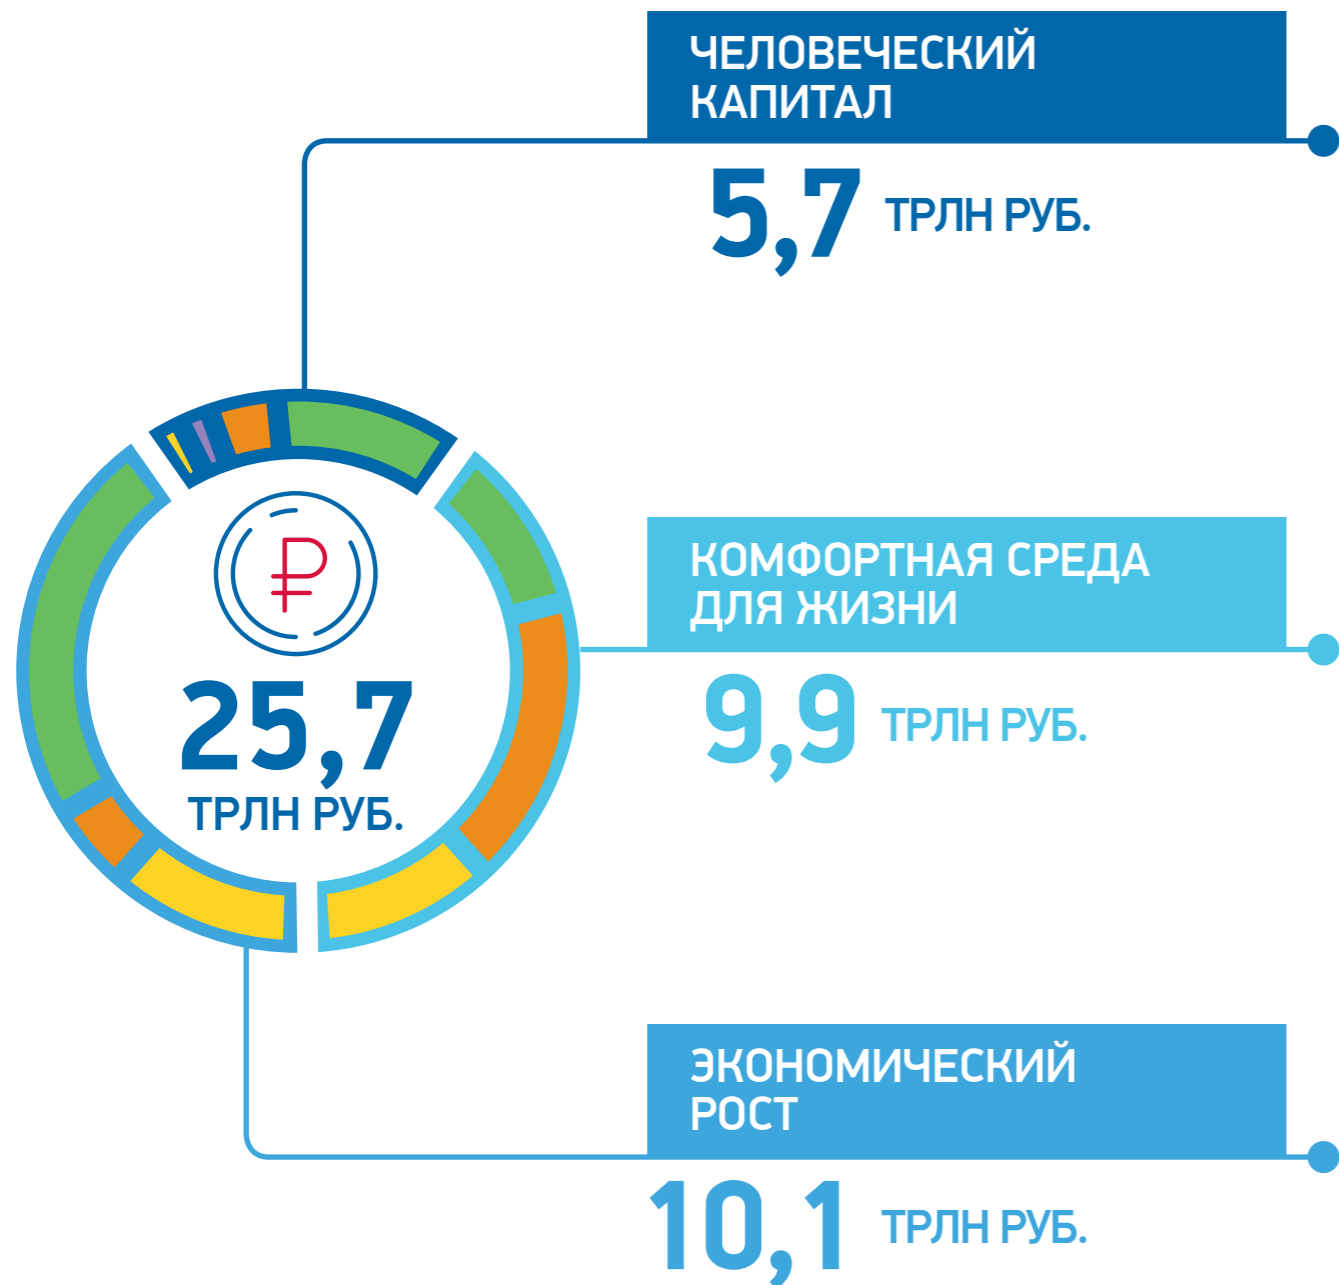 ЧЕЛОВЕЧЕСКИЙ
КАПИТАЛ
5,7 ТРЛН РУБ.
₽
25,7
ТРЛН РУБ.
КОМФОРТНАЯ СРЕДА
ДЛЯ ЖИЗНИ
9,9 ТРЛН РУБ.
ЭКОНОМИЧЕСКИЙ
РОСТ
10,1 ТРЛН РУБ.